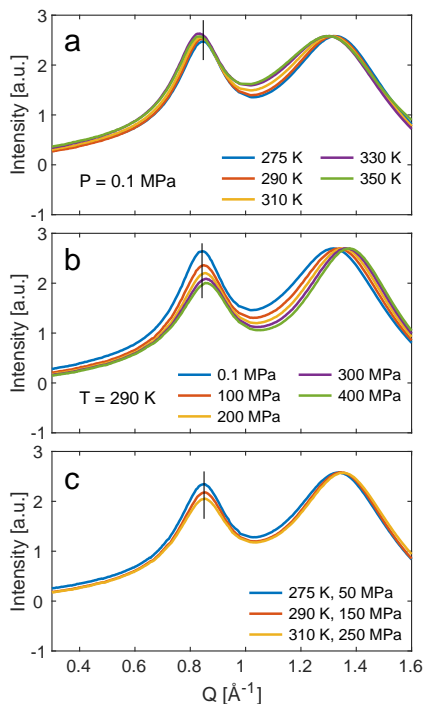 a
Intensity [a.u.]
3
2
1
0
-1
P = 0.1 MPa
275 K
290 K
310 K
330 K
350 K
b
Intensity [a.u.]
3
2
1
0
-1
T = 290 K
0.1 MPa
100 MPa
200 MPa
300 MPa
400 MPa
c
Intensity [a.u.]
3
2
1
0
-1
275 K, 50 MPa
290 K, 150 MPa
310 K, 250 MPa
0.4 0.6 0.8 1 1.2 1.4 1.6
Q [Å⁻¹]